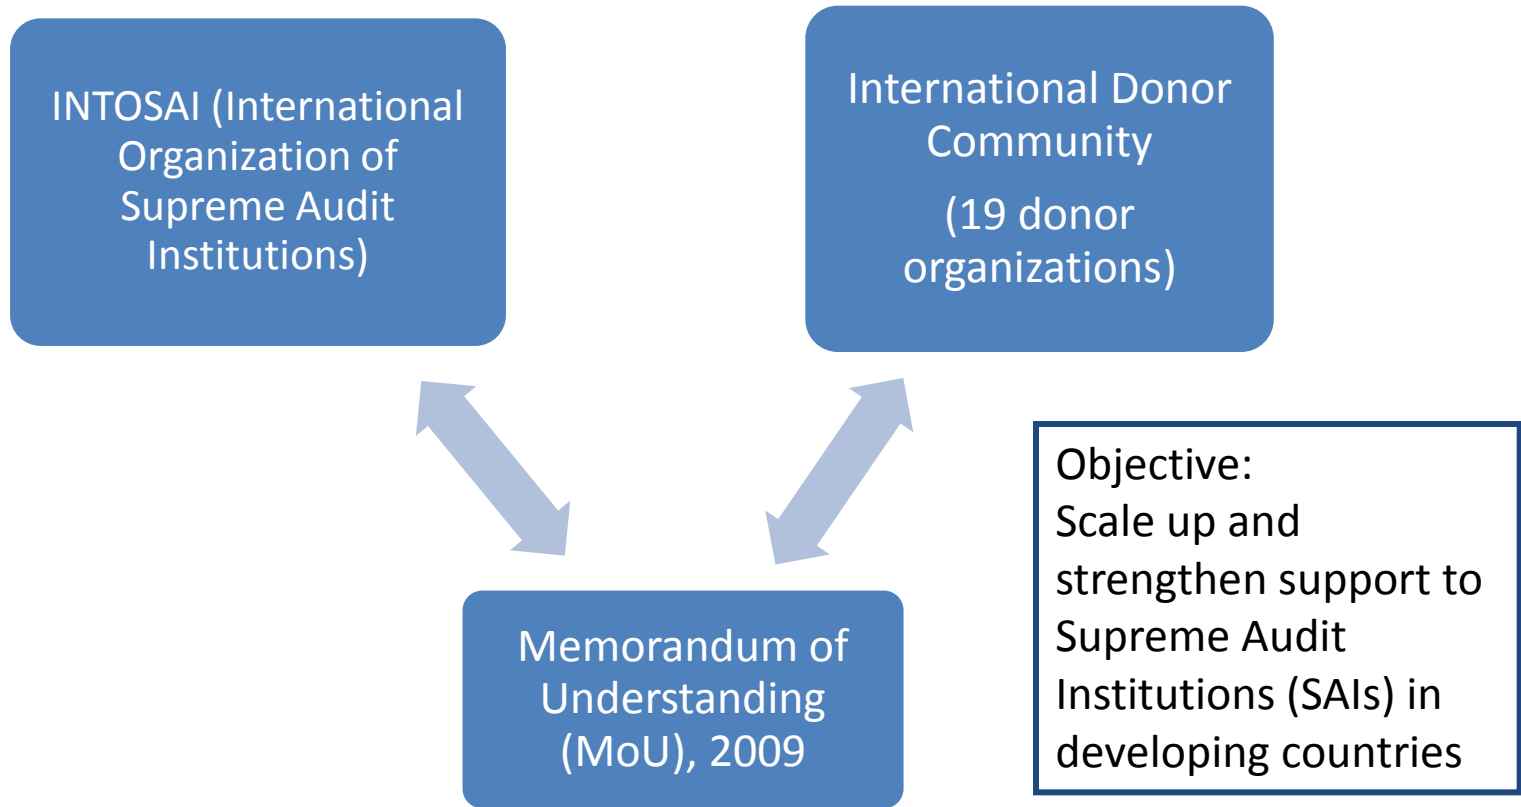 INTOSAI (International
Organization of
Supreme Audit
Institutions)
International Donor
Community
(19 donor
organizations)
Memorandum of
Understanding
(MoU), 2009
Objective:
Scale up and
strengthen support to
Supreme Audit
Institutions (SAIs) in
developing countries